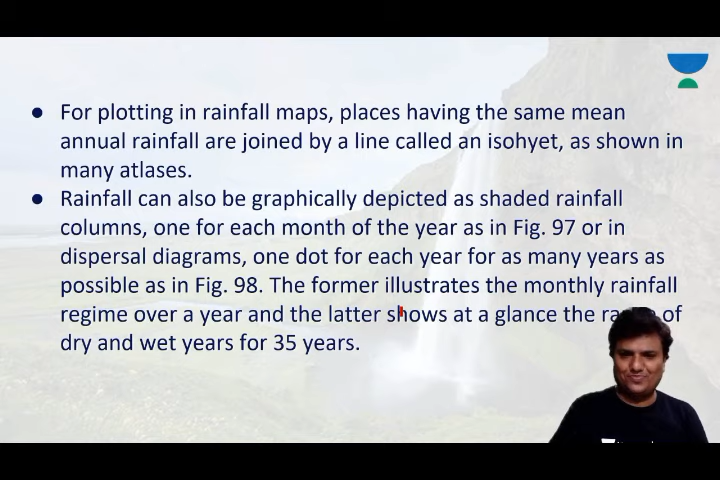 ● For plotting in rainfall maps, places having the same mean
annual rainfall are joined by a line called an isohyet, as shown in
many atlases.
● Rainfall can also be graphically depicted as shaded rainfall
columns, one for each month of the year as in Fig. 97 or in
dispersal diagrams, one dot for each year for as many years as
possible as in Fig. 98. The former illustrates the monthly rainfall
regime over a year and the latter shows at a glance the of
dry and wet years for 35 years.